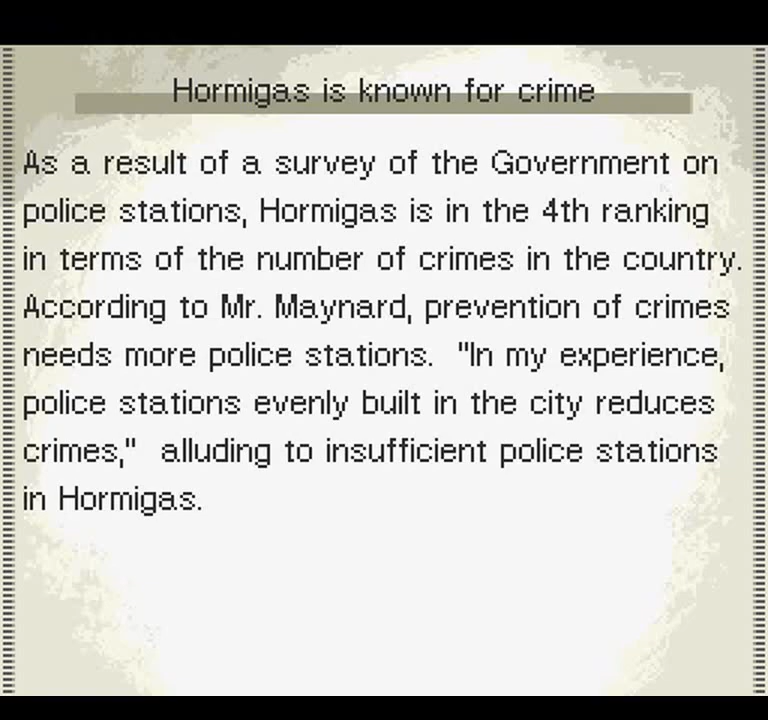 Hormigas is known for crime
As a result of a survey of the Government on
police stations, Hormigas is in the 4th ranking
in terms of the number of crimes in the country.
According to Mr. Maynard, prevention of crimes
needs more police stations.  "In my experience,
police stations evenly built in the city reduces
crimes,"  alluding to insufficient police stations
in Hormigas.